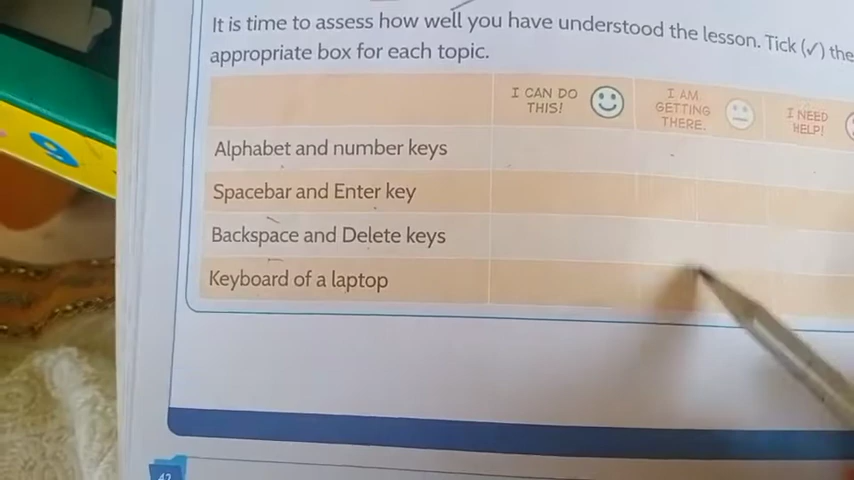 It is time to assess how well you have understood the lesson. Tick (✓) the
appropriate box for each topic.
I CAN DO THIS!
I AM GETTING THERE.
I NEED HELP!
Alphabet and number keys
Spacebar and Enter key
Backspace and Delete keys
Keyboard of a laptop
42